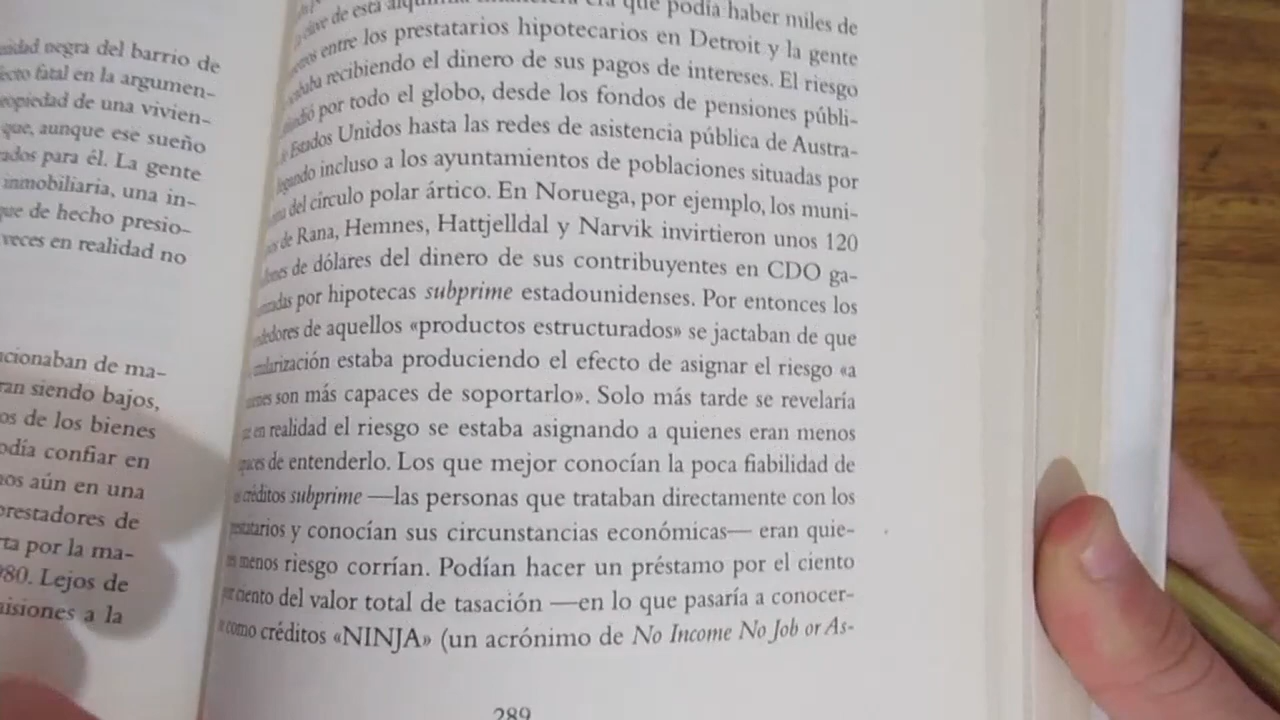 negra del barrio de
fatal en la argumen-
de una vivien-
que, aunque ese sueño
para él. La gente
inmobiliaria, una in-
que de hecho presio-
veces en realidad no
de ma-
siendo bajos,
de los bienes
confiar en
aún en una
prestadores de
por la ma-
80. Lejos de
a la
de esta que podía haber miles de
entre los prestatarios hipotecarios en Detroit y la gente
recibiendo el dinero de sus pagos de intereses. El riesgo
por todo el globo, desde los fondos de pensiones públi-
Estados Unidos hasta las redes de asistencia pública de Austra-
incluso a los ayuntamientos de poblaciones situadas por
del círculo polar ártico. En Noruega, por ejemplo, los muni-
de Rana, Hemnes, Hattjelldal y Narvik invirtieron unos 120
de dólares del dinero de sus contribuyentes en CDO ga-
por hipotecas subprime estadounidenses. Por entonces los
de aquellos «productos estructurados» se jactaban de que
estaba produciendo el efecto de asignar el riesgo «a
son más capaces de soportarlo». Solo más tarde se revelaría
en realidad el riesgo se estaba asignando a quienes eran menos
de entenderlo. Los que mejor conocían la poca fiabilidad de
créditos subprime —las personas que trataban directamente con los
y conocían sus circunstancias económicas— eran quie-
menos riesgo corrían. Podían hacer un préstamo por el ciento
ciento del valor total de tasación —en lo que pasaría a conocer-
como créditos «NINJA» (un acrónimo de No Income No Job or As-
289